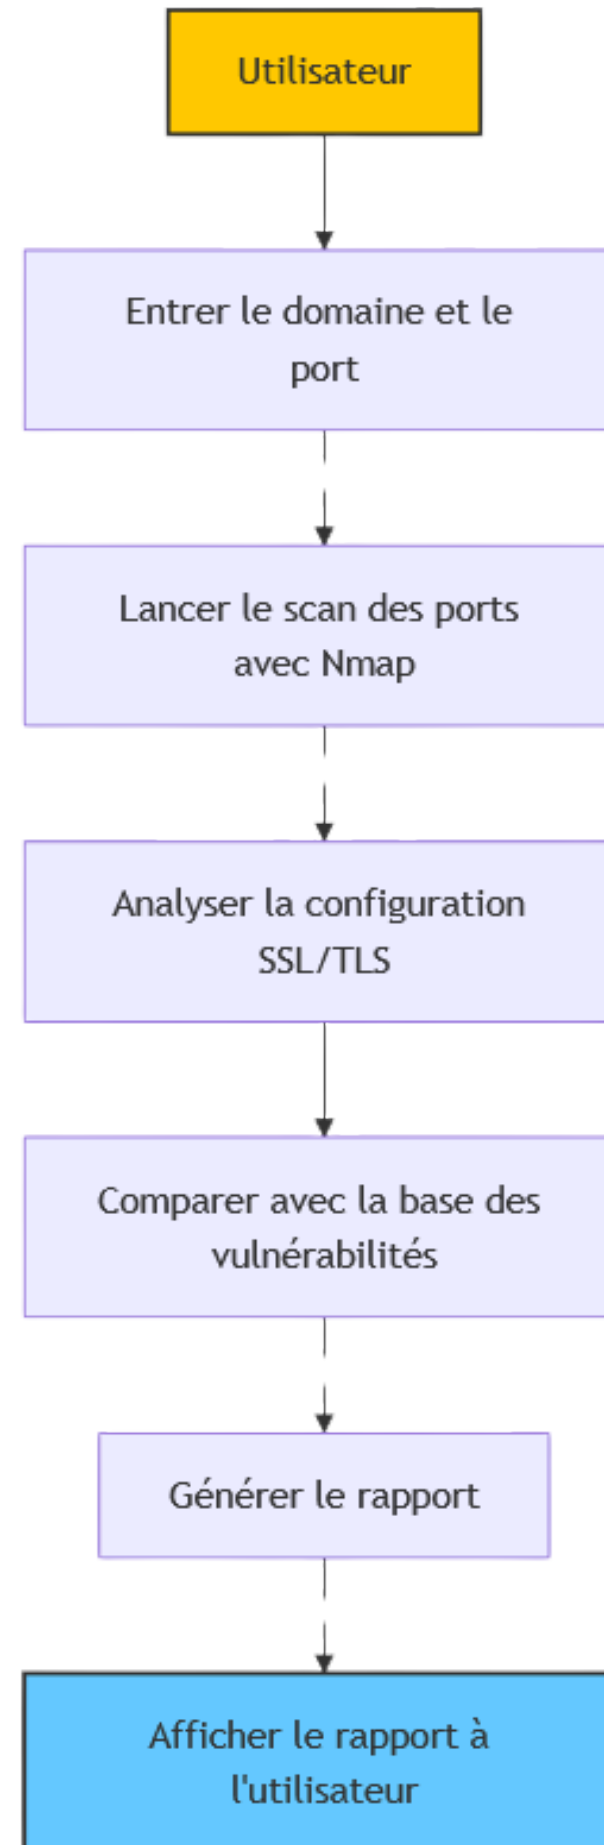 Utilisateur
Entrer le domaine et le
port
Lancer le scan des ports
avec Nmap
Analyser la configuration
SSL/TLS
Comparer avec la base des
vulnérabilités
Générer le rapport
Afficher le rapport à
l'utilisateur